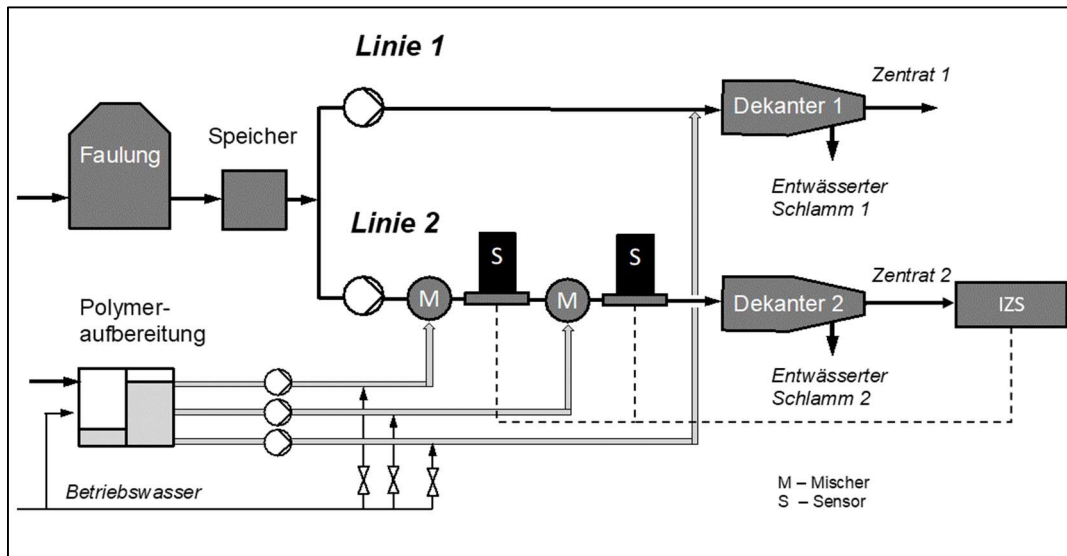 Linie 1
Zentrat 1
Dekanter 1
Speicher
Faulung
Entwässerter
Schlamm 1
Linie 2
S
S
Zentrat 2
M
M
Dekanter 2
IZS
Polymer-
aufbereitung
Entwässerter
Schlamm 2
Betriebswasser
M – Mischer
S – Sensor